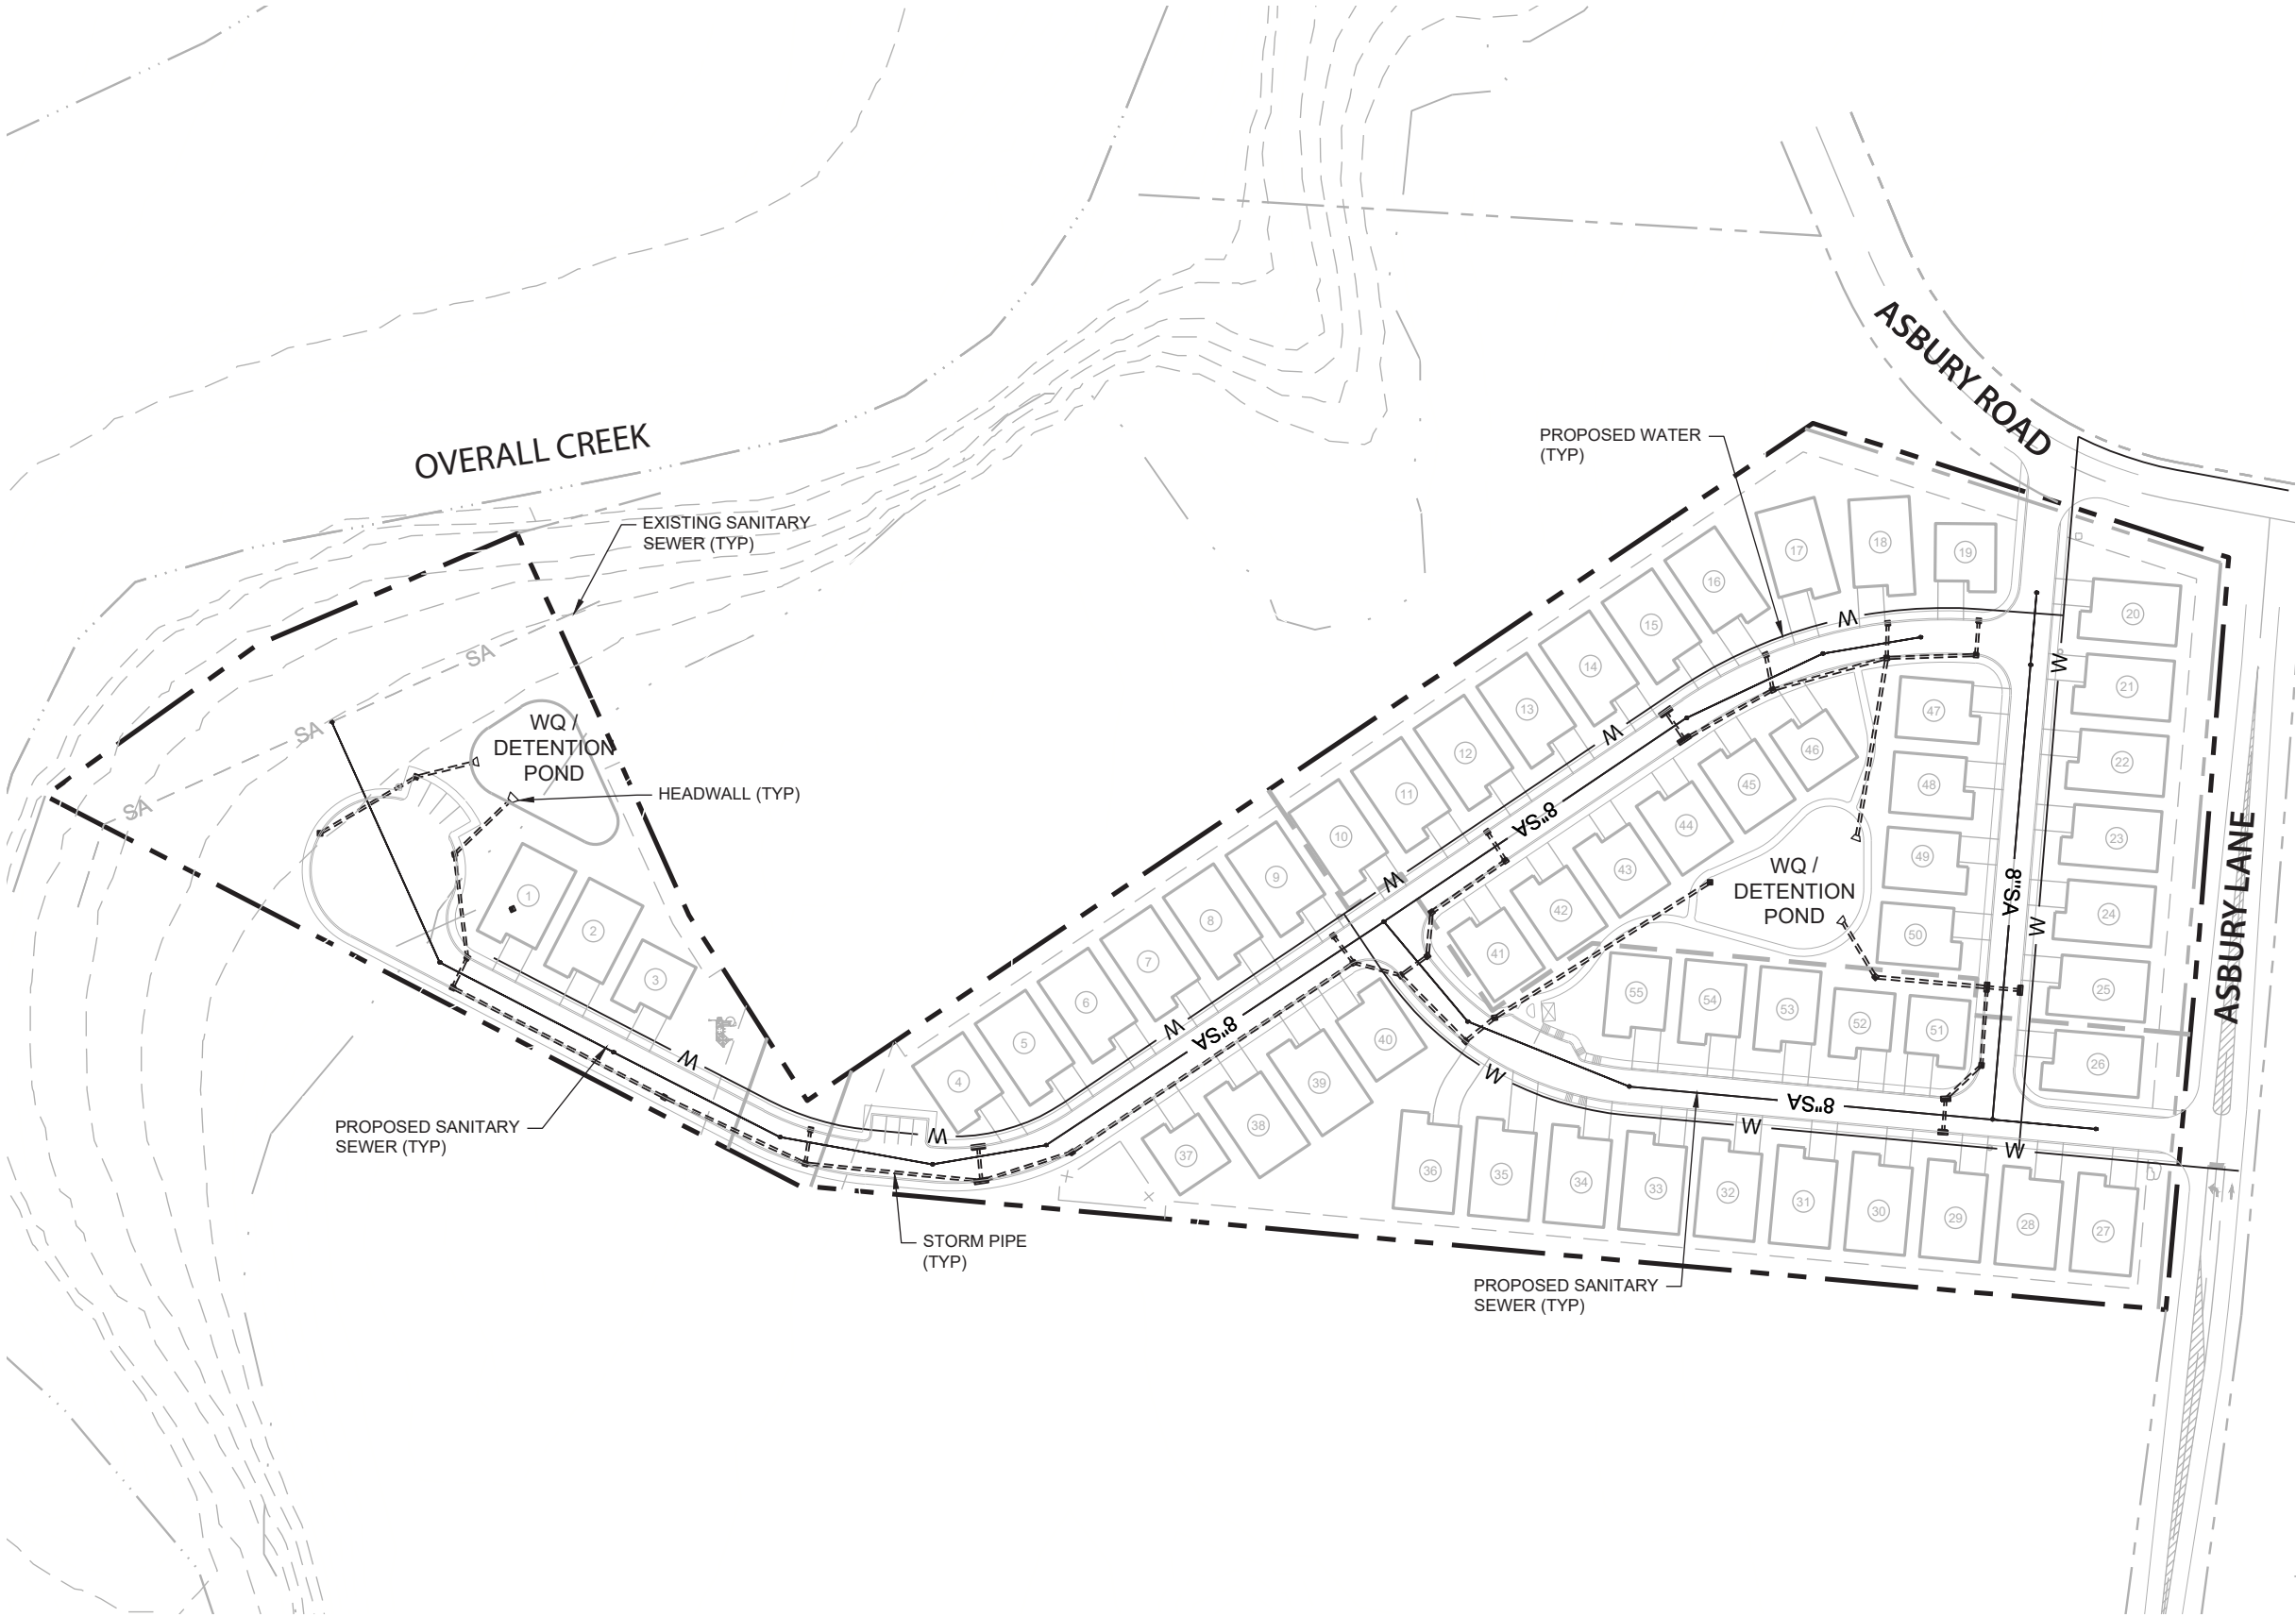 ASBURY ROAD
OVERALL CREEK
PROPOSED WATER
(TYP)
EXISTING SANITARY
SEWER (TYP)
SA
SA
SA
WQ /
DETENTION
POND
HEADWALL (TYP)
17
18
19
16
20
15
14
21
13
47
12
46
22
11
45
48
10
44
23
9
43
49
8
42
24
7
41
50
6
25
5
55
54
53
52
51
4
40
26
39
38
37
1
2
3
36
35
34
33
32
31
30
29
28
27
W
W
W
W
W
W
W
W
W
W
W
W
8"SA
8"SA
8"SA
8"SA
WQ /
DETENTION
POND
ASBURY LANE
PROPOSED SANITARY
SEWER (TYP)
STORM PIPE
(TYP)
PROPOSED SANITARY
SEWER (TYP)